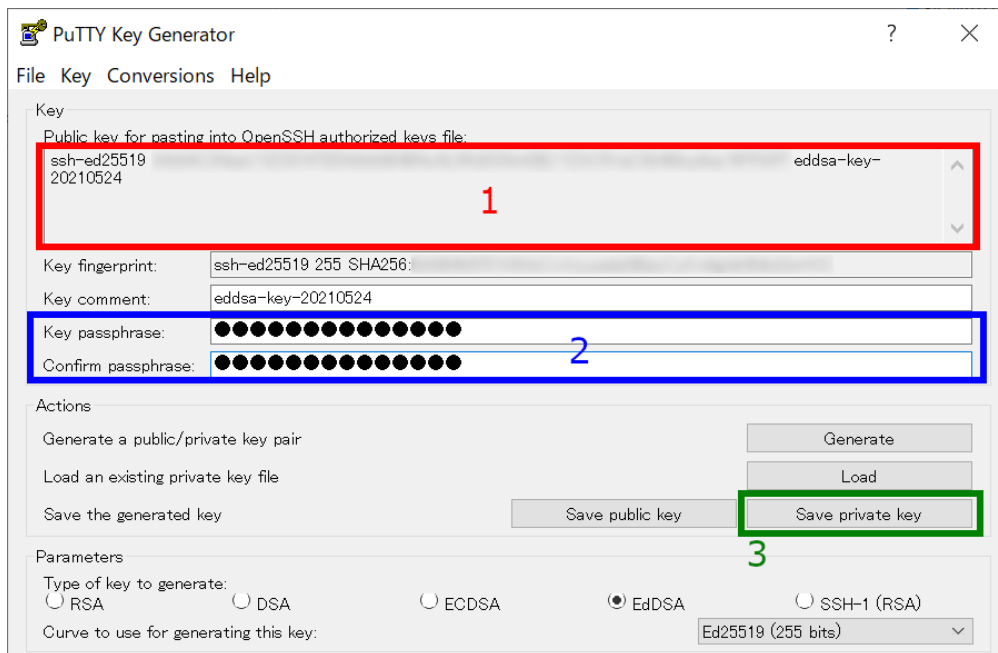 PuTTY Key Generator
?
File Key Conversions Help
Key
Public key for pasting into OpenSSH authorized_keys file:
ssh-ed25519 eddsa-key-
20210524
1
Key fingerprint: ssh-ed25519 255 SHA256:
Key comment: eddsa-key-20210524
Key passphrase: ●●●●●●●●●●●●●●
2
Confirm passphrase: ●●●●●●●●●●●●●●
Actions
Generate a public/private key pair Generate
Load an existing private key file Load
Save the generated key Save public key Save private key
3
Parameters
Type of key to generate:
RSA DSA ECDSA EdDSA SSH-1 (RSA)
Curve to use for generating this key: Ed25519 (255 bits)